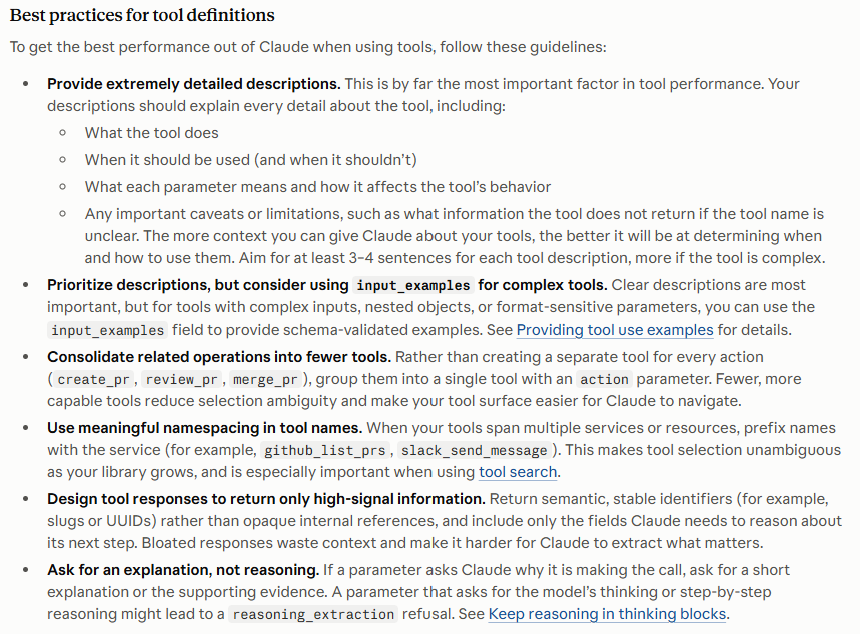 Best practices for tool definitions
To get the best performance out of Claude when using tools, follow these guidelines:
• Provide extremely detailed descriptions. This is by far the most important factor in tool performance. Your
descriptions should explain every detail about the tool, including:
◦ What the tool does
◦ When it should be used (and when it shouldn't)
◦ What each parameter means and how it affects the tool's behavior
◦ Any important caveats or limitations, such as what information the tool does not return if the tool name is
unclear. The more context you can give Claude about your tools, the better it will be at determining when
and how to use them. Aim for at least 3–4 sentences for each tool description, more if the tool is complex.
• Prioritize descriptions, but consider using input_examples for complex tools. Clear descriptions are most
important, but for tools with complex inputs, nested objects, or format-sensitive parameters, you can use the
input_examples field to provide schema-validated examples. See Providing tool use examples for details.
• Consolidate related operations into fewer tools. Rather than creating a separate tool for every action
(create_pr, review_pr, merge_pr), group them into a single tool with an action parameter. Fewer, more
capable tools reduce selection ambiguity and make your tool surface easier for Claude to navigate.
• Use meaningful namespacing in tool names. When your tools span multiple services or resources, prefix names
with the service (for example, github_list_prs, slack_send_message). This makes tool selection unambiguous
as your library grows, and is especially important when using tool search.
• Design tool responses to return only high-signal information. Return semantic, stable identifiers (for example,
slugs or UUIDs) rather than opaque internal references, and include only the fields Claude needs to reason about
its next step. Bloated responses waste context and make it harder for Claude to extract what matters.
• Ask for an explanation, not reasoning. If a parameter asks Claude why it is making the call, ask for a short
explanation or the supporting evidence. A parameter that asks for the model's thinking or step-by-step
reasoning might lead to a reasoning_extraction refusal. See Keep reasoning in thinking blocks.